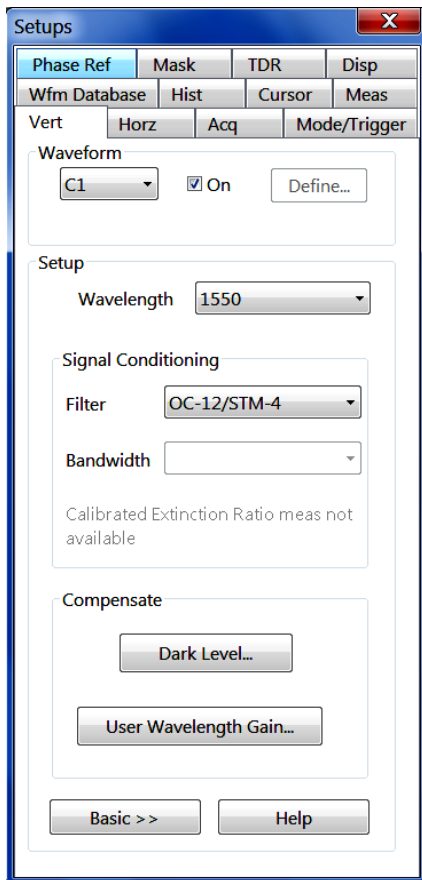 Setups
X
Phase Ref Mask TDR Disp
Wfm Database Hist Cursor Meas
Vert Horz Acq Mode/Trigger
Waveform
C1 On Define...
Setup
Wavelength 1550
Signal Conditioning
Filter OC-12/STM-4
Bandwidth
Calibrated Extinction Ratio meas not
available
Compensate
Dark Level...
User Wavelength Gain...
Basic >> Help